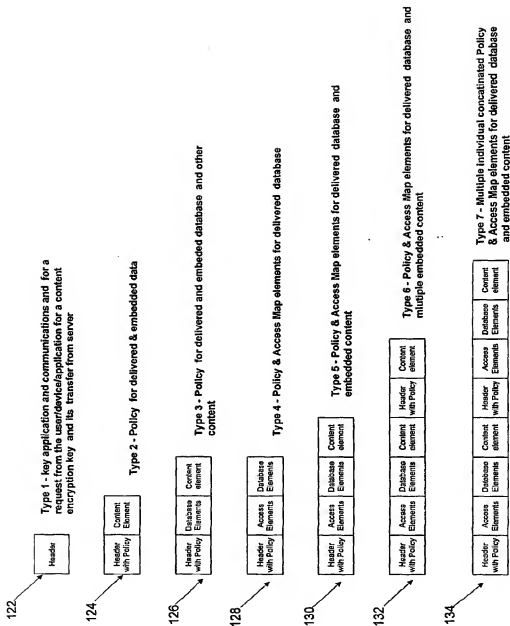 122
Header
Type 1 - key application and communications and for a
request from the user/device/application for a content
encryption key and its transfer from server
124
Header
with Policy
Content
Element
Type 2 - Policy for delivered & embedded data
126
Header
with Policy
Database
Elements
Content
element
Type 3 - Policy for delivered and embeded database and other
content
128
Header
with Policy
Access
Elements
Database
Elements
Type 4 - Policy & Access Map elements for delivered database
130
Header
with Policy
Access
Elements
Database
Elements
Content
element
Type 5 - Policy & Access Map elements for delivered database and
embedded content
132
Header
with Policy
Access
Elements
Database
Elements
Content
element
Header
with Policy
Content
element
Type 6 - Policy & Access Map elements for delivered database and
mlutiple embedded content
134
Header
with Policy
Access
Elements
Database
Elements
Content
element
Header
with Policy
Access
Elements
Database
Elements
Content
element
Type 7 - Multiple individual concatinated Policy
& Access Map elements for delivered database
and embedded content